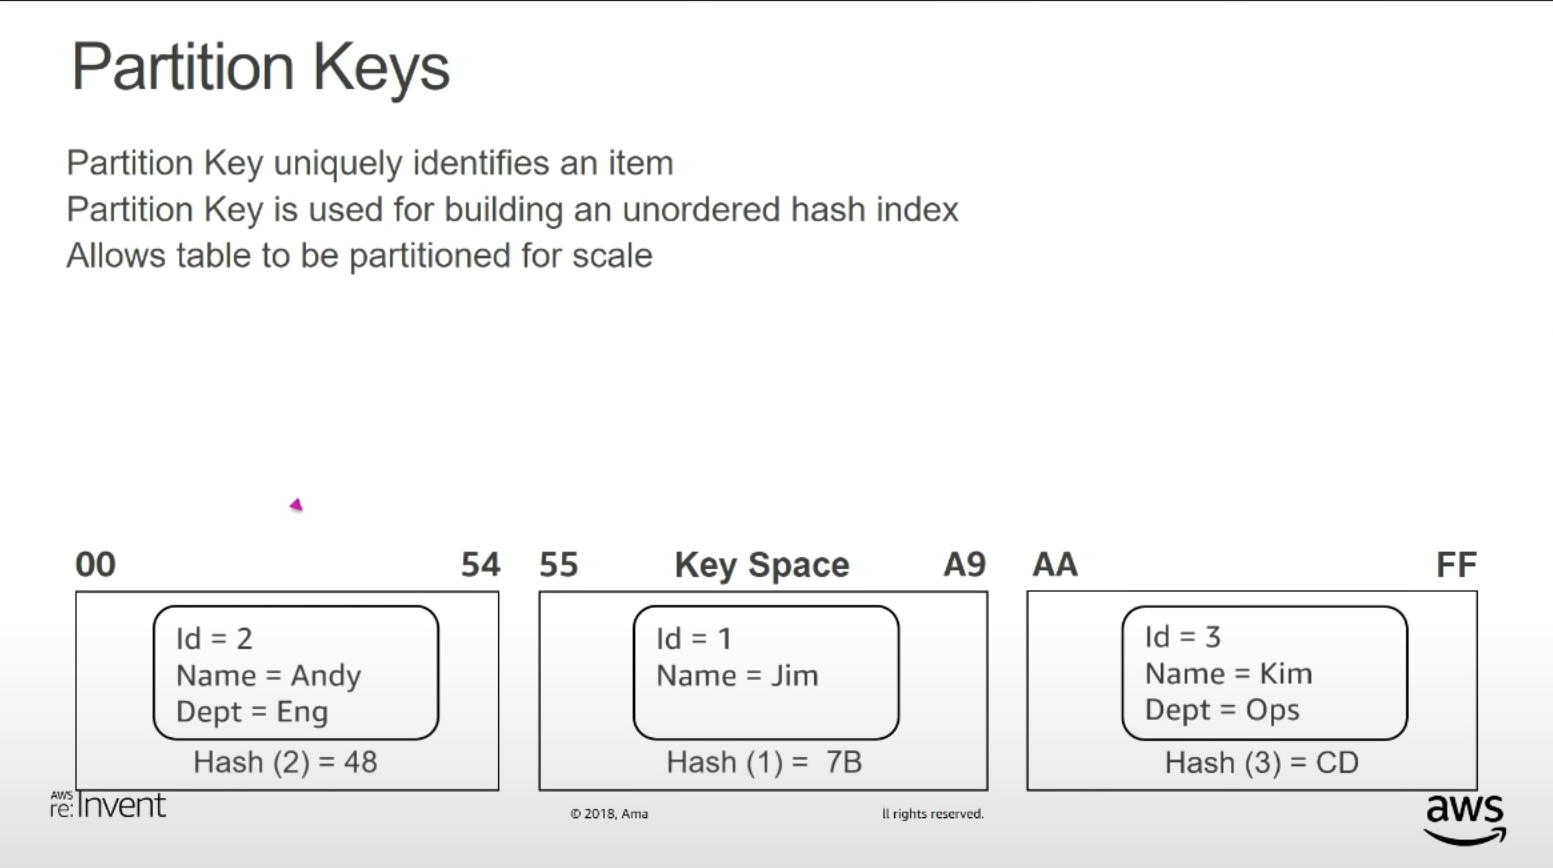 Partition Keys
Partition Key uniquely identifies an item
Partition Key is used for building an unordered hash index
Allows table to be partitioned for scale
00 54 55 Key Space A9 AA FF
Id = 2
Name = Andy
Dept = Eng
Hash (2) = 48
Id = 1
Name = Jim
Hash (1) = 7B
Id = 3
Name = Kim
Dept = Ops
Hash (3) = CD
AWS
re:Invent
© 2018, Ama ll rights reserved.
aws